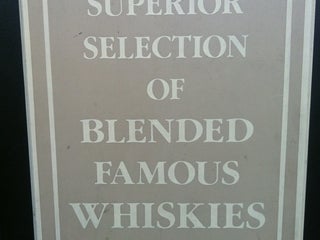 SUPERIOR
SELECTION
OF
BLENDED
FAMOUS
WHISKIES